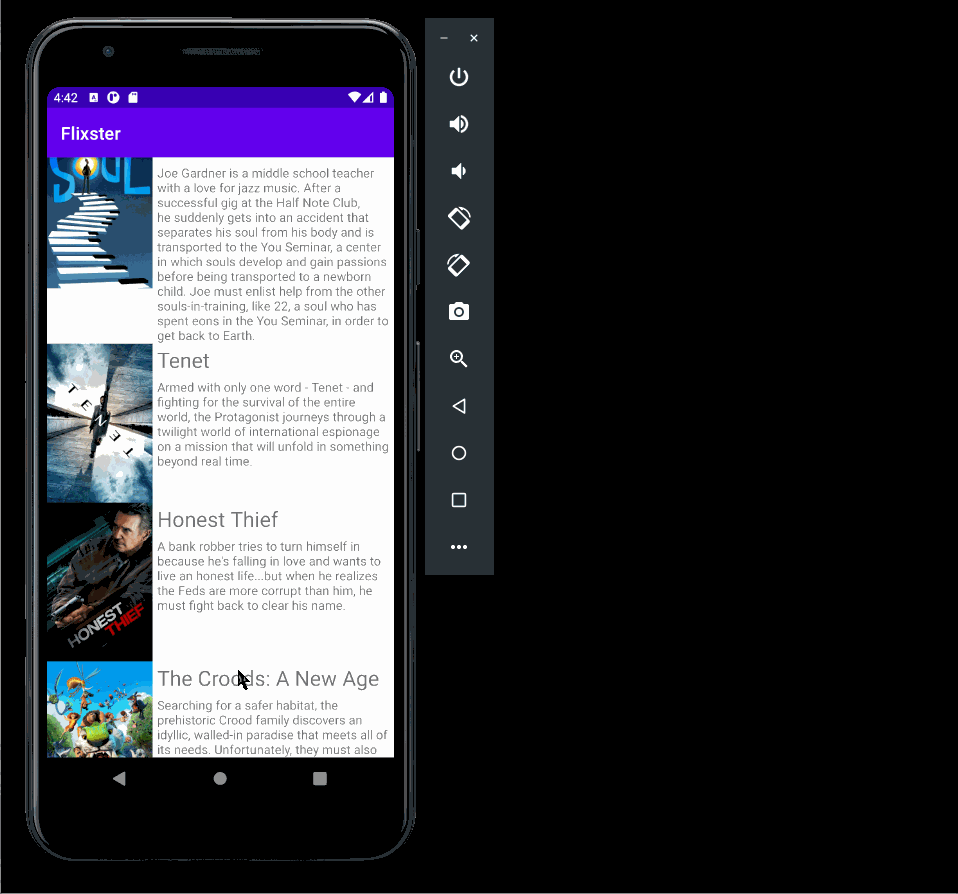 4:42
Flixster
SOUL
Joe Gardner is a middle school teacher
with a love for jazz music. After a
successful gig at the Half Note Club,
he suddenly gets into an accident that
separates his soul from his body and is
transported to the You Seminar, a center
in which souls develop and gain passions
before being transported to a newborn
child. Joe must enlist help from the other
souls-in-training, like 22, a soul who has
spent eons in the You Seminar, in order to
get back to Earth.
TENET
Tenet
Armed with only one word - Tenet - and
fighting for the survival of the entire
world, the Protagonist journeys through a
twilight world of international espionage
on a mission that will unfold in something
beyond real time.
HONEST
THIEF
Honest Thief
A bank robber tries to turn himself in
because he's falling in love and wants to
live an honest life...but when he realizes
the Feds are more corrupt than him, he
must fight back to clear his name.
The Croods: A New Age
Searching for a safer habitat, the
prehistoric Crood family discovers an
idyllic, walled-in paradise that meets all of
its needs. Unfortunately, they must also